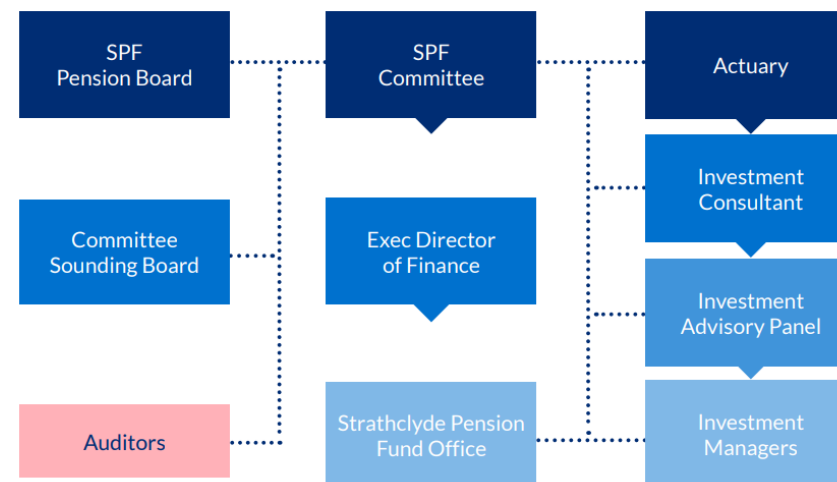 SPF
Pension Board
SPF
Committee
Actuary
Investment
Consultant
Committee
Sounding Board
Exec Director
of Finance
Investment
Advisory Panel
Auditors
Strathclyde Pension
Fund Office
Investment
Managers